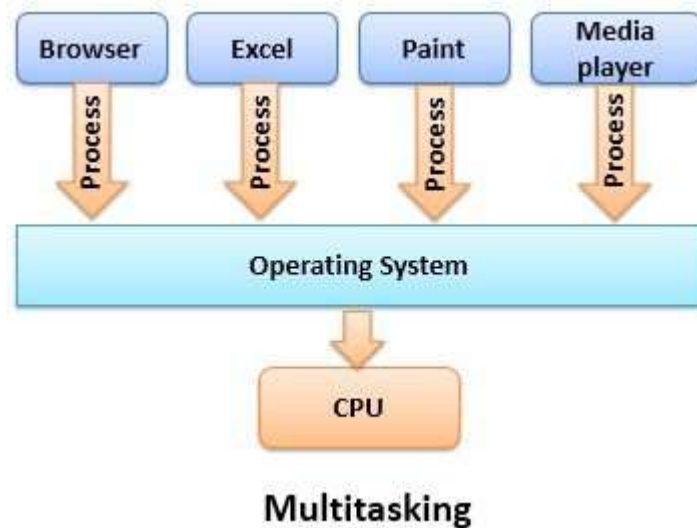 Browser
Excel
Paint
Media
player
Process
Process
Process
Process
Operating System
CPU
Multitasking